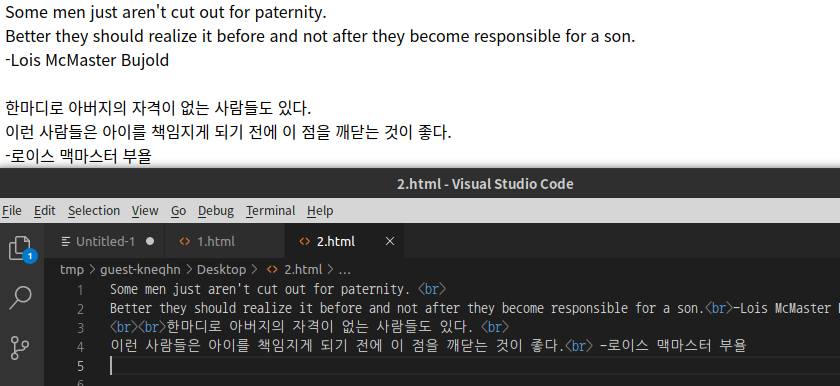 Some men just aren't cut out for paternity.
Better they should realize it before and not after they become responsible for a son.
-Lois McMaster Bujold
한마디로 아버지의 자격이 없는 사람들도 있다.
이런 사람들은 아이를 책임지게 되기 전에 이 점을 깨닫는 것이 좋다.
-로이스 맥마스터 부욜
2.html - Visual Studio Code
File Edit Selection View Go Debug Terminal Help
Untitled-1 ● <> 1.html <> 2.html ×
1
tmp > guest-kneqhn > Desktop > <> 2.html > ...
1 Some men just aren't cut out for paternity. <br>
2 Better they should realize it before and not after they become responsible for a son.<br>-Lois McMaster
3 <br><br>한마디로 아버지의 자격이 없는 사람들도 있다. <br>
4 이런 사람들은 아이를 책임지게 되기 전에 이 점을 깨닫는 것이 좋다.<br> -로이스 맥마스터 부욜
5